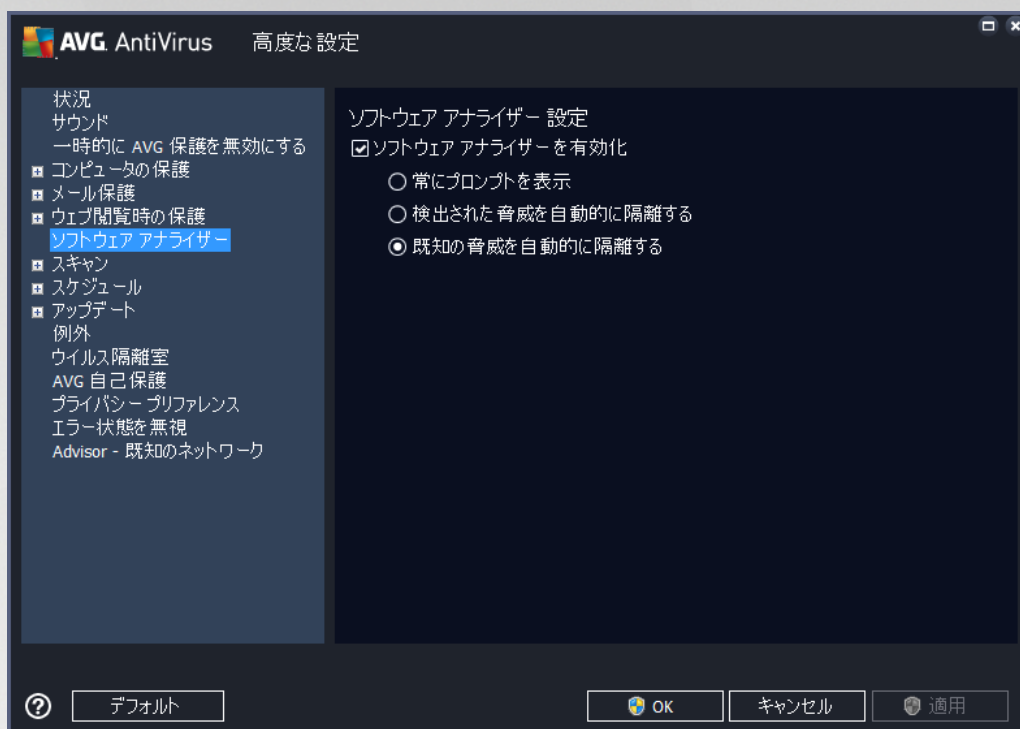 AVG. AntiVirus 高度な設定
状況
サウンド
一時的に AVG 保護を無効にする
コンピュータの保護
メール保護
ウェブ閲覧時の保護
ソフトウェア アナライザー
スキャン
スケジュール
アップデート
例外
ウイルス隔離室
AVG 自己保護
プライバシー プリファレンス
エラー状態を無視
Advisor - 既知のネットワーク
ソフトウェア アナライザー 設定
ソフトウェア アナライザーを有効化
常にプロンプトを表示
検出された脅威を自動的に隔離する
既知の脅威を自動的に隔離する
デフォルト
OK
キャンセル
適用